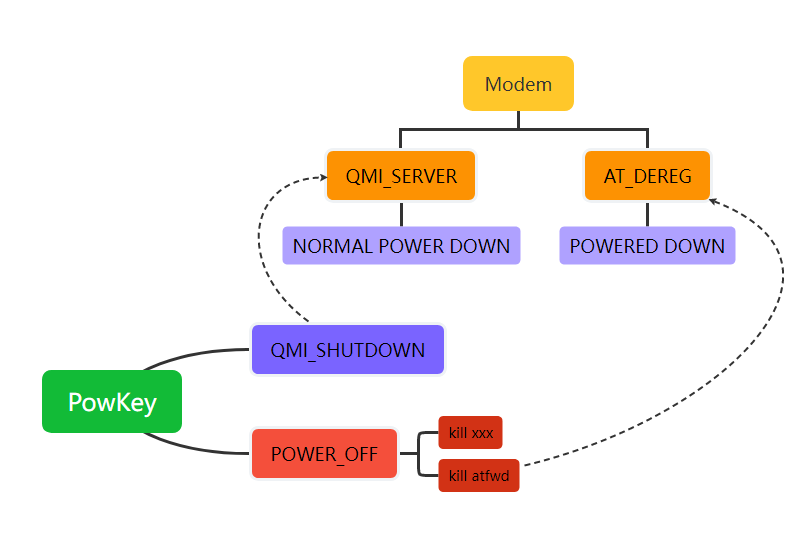 Modem
QMI_SERVER
AT_DEREG
NORMAL POWER DOWN
POWERED DOWN
QMI_SHUTDOWN
PowKey
POWER_OFF
kill xxx
kill atfwd